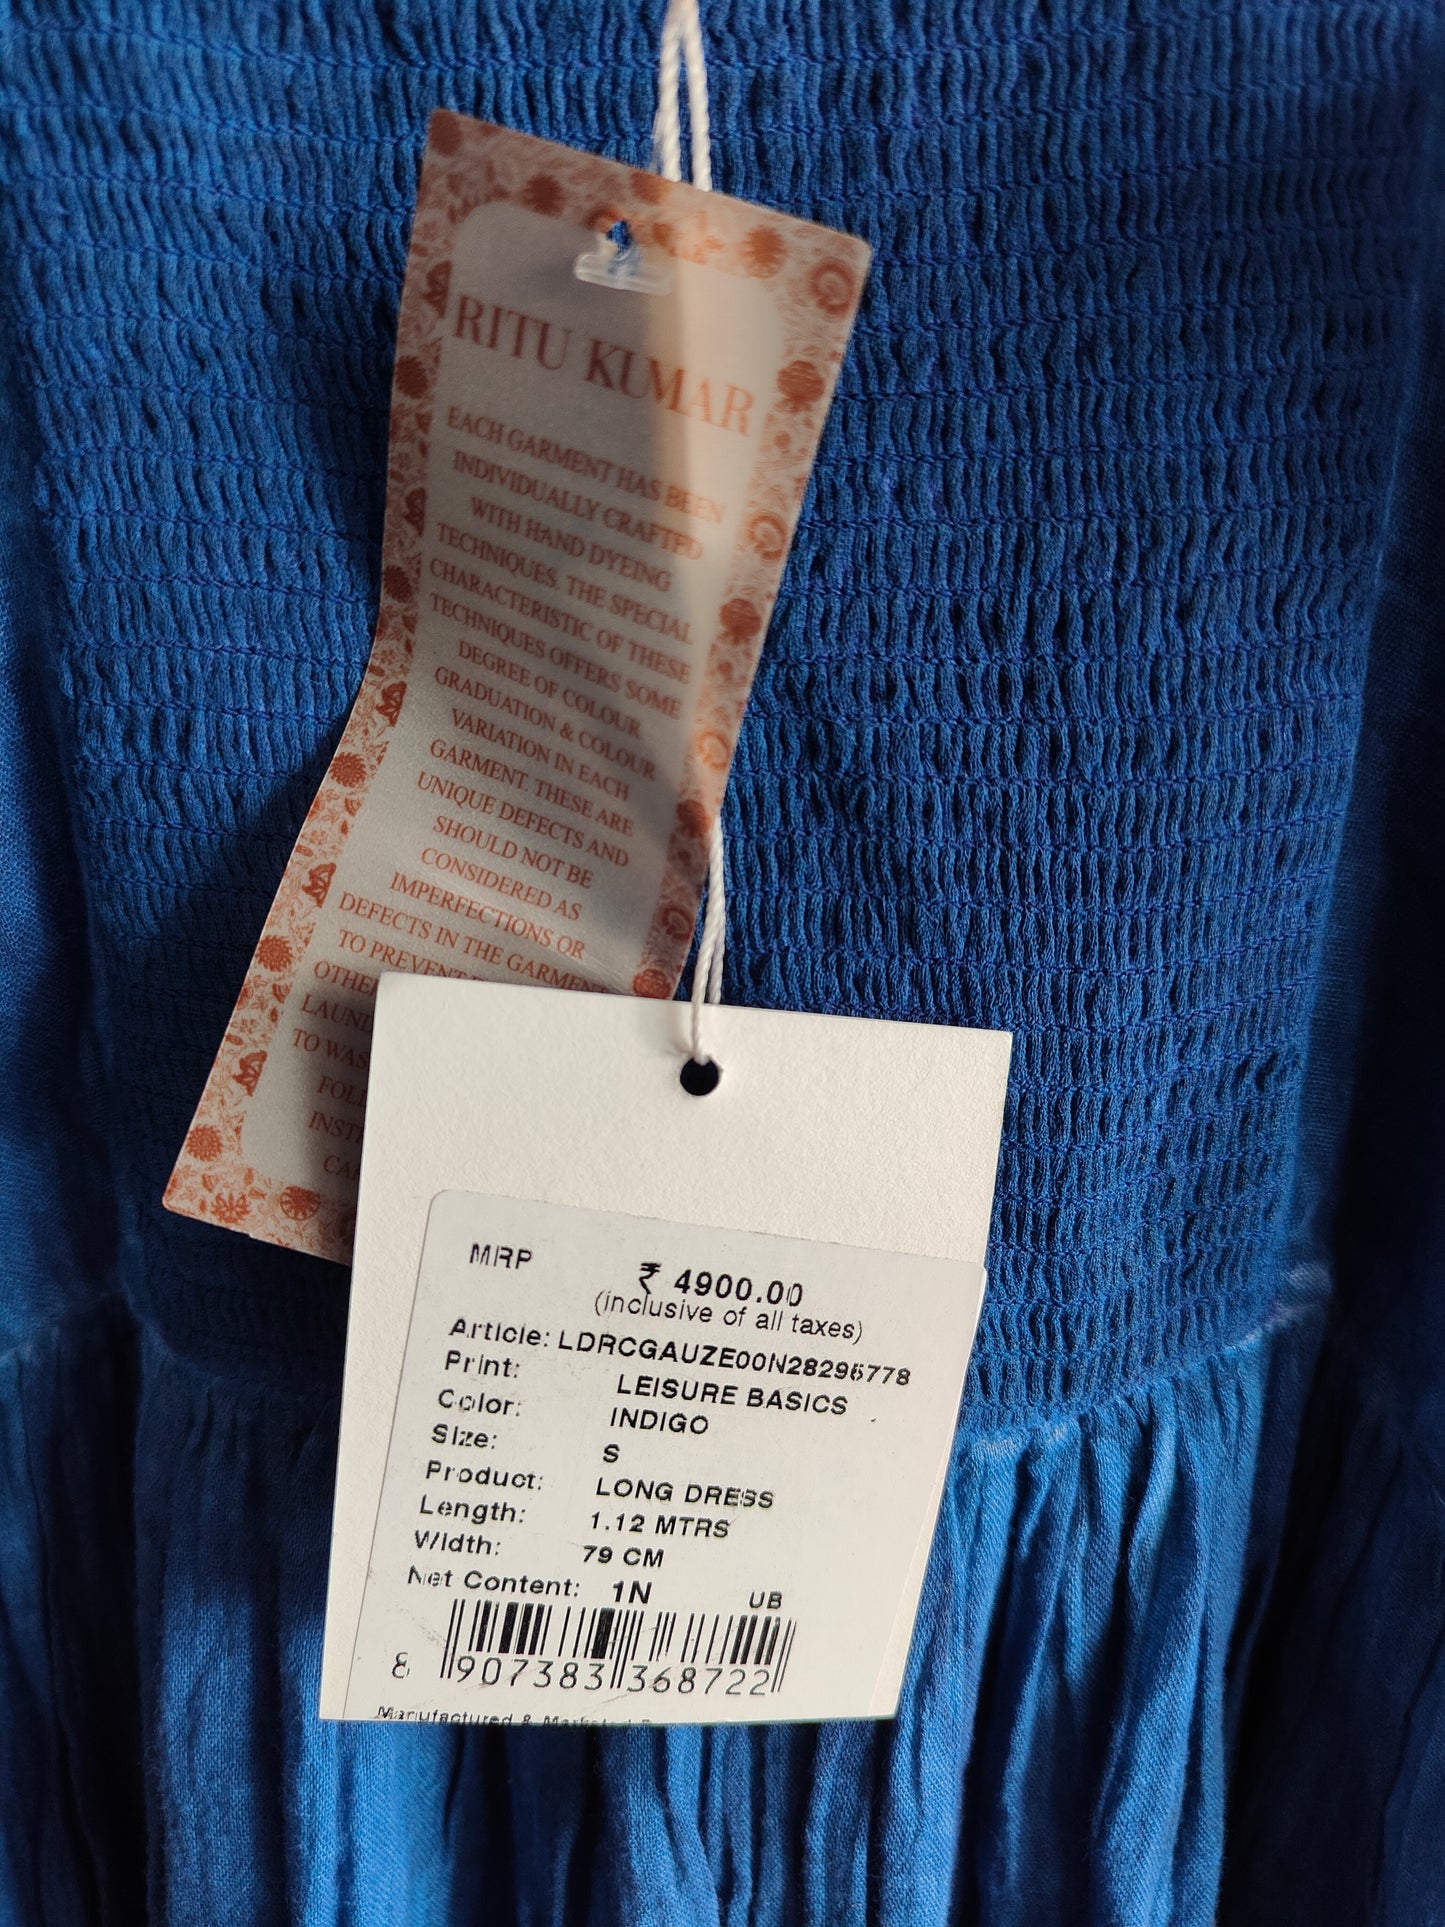 RITU KUMAR
EACH GARMENT HAS BEEN
INDIVIDUALLY CRAFTED
WITH HAND DYEING
TECHNIQUES. THE SPECIAL
CHARACTERISTIC OF THESE
TECHNIQUES OFFERS SOME
DEGREE OF COLOUR
GRADUATION & COLOUR
VARIATION IN EACH
GARMENT. THESE ARE
UNIQUE DEFECTS AND
SHOULD NOT BE
CONSIDERED AS
IMPERFECTIONS OR
DEFECTS IN THE GARMENT
TO PREVENT
MRP ₹ 4900.00
(inclusive of all taxes)
Article: LDRCGAUZE00N28296778
Print: LEISURE BASICS
Color: INDIGO
Size: S
Product: LONG DRESS
Length: 1.12 MTRS
Width: 79 CM
Net Content: 1N UB
8 907383 368722
Manufactured & Marketed